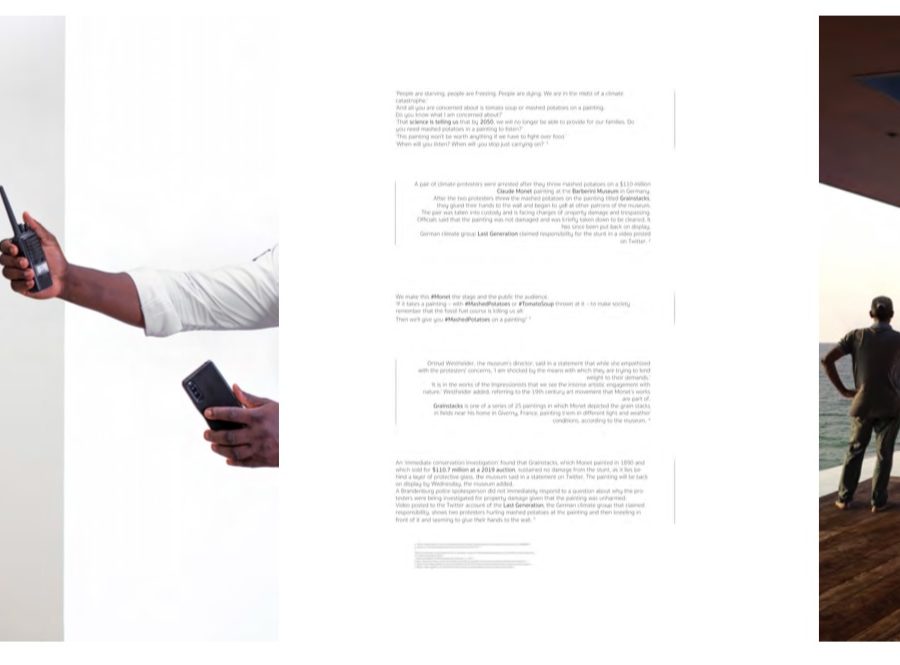 'People are starving, people are freezing. People are dying. We are in the midst of a climate
catastrophe.'
'And all you are concerned about is tomato soup or mashed potatoes on a painting.
Do you know what I am concerned about?'
'That science is telling us that by 2050, we will no longer be able to provide for our families. Do
you need mashed potatoes in a painting to listen?'
'This painting won't be worth anything if we have to fight over food.'
'When will you listen? When will you stop just carrying on?'
A pair of climate protesters were arrested after they threw mashed potatoes on a $110 million
Claude Monet painting at the Barberini Museum in Germany.
After the two protesters threw the mashed potatoes on the painting titled Grainstacks,
they glued their hands to the wall and began to yell at other patrons of the museum.
The pair was taken into custody and is facing charges of property damage and trespassing.
Officials said that the painting was not damaged and was briefly taken down to be cleaned. It
has since been put back on display.
German climate group Last Generation claimed responsibility for the stunt in a video posted
on Twitter.
We make this #Monet the stage and the public the audience.
'If it takes a painting – with #MashedPotatoes or #TomatoSoup thrown at it – to make society
remember that the fossil fuel course is killing us all:
Then we'll give you #MashedPotatoes on a painting!'
Ortrud Westheider, the museum's director, said in a statement that while she empathized
with the protesters' concerns, 'I am shocked by the means with which they are trying to lend
weight to their demands.'
'It is in the works of the Impressionists that we see the intense artistic engagement with
nature,' Westheider added, referring to the 19th century art movement that Monet's works
are part of.
Grainstacks is one of a series of 25 paintings in which Monet depicted the grain stacks
in fields near his home in Giverny, France, painting them in different light and weather
conditions, according to the museum.
An 'immediate conservation investigation' found that Grainstacks, which Monet painted in 1890 and
which sold for $110.7 million at a 2019 auction, sustained no damage from the stunt, as it lies be-
hind a layer of protective glass, the museum said in a statement on Twitter. The painting will be back
on display by Wednesday, the museum added.
A Brandenburg police spokesperson did not immediately respond to a question about why the pro-
testers were being investigated for property damage given that the painting was unharmed.
Video posted to the Twitter account of the Last Generation, the German climate group that claimed
responsibility, shows two protesters hurling mashed potatoes at the painting and then kneeling in
front of it and seeming to glue their hands to the wall.